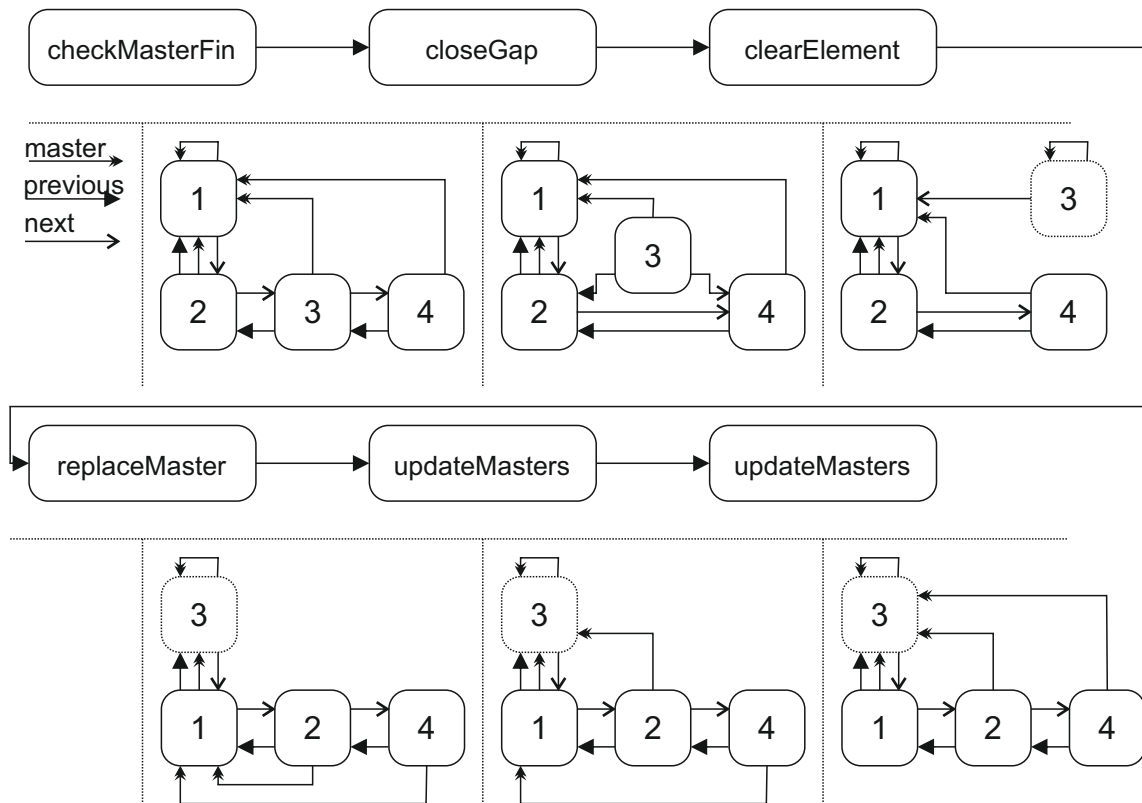 checkMasterFin closeGap clearElement
master
previous
next
1
2 3 4
1
3
2 4
1 3
2 4
replaceMaster updateMasters updateMasters
3
1 2 4
3
1 2 4
3
1 2 4